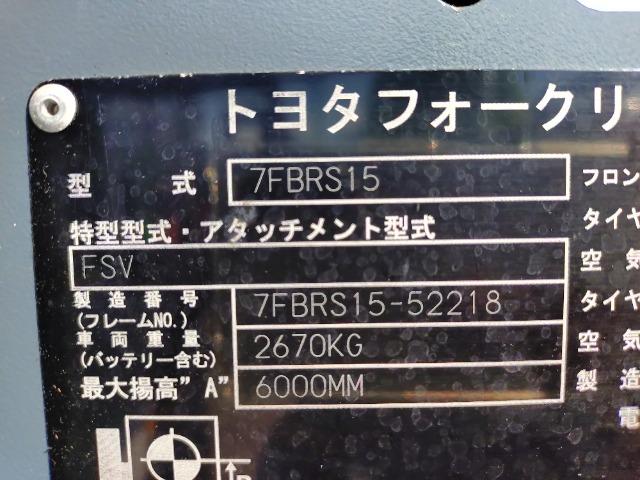 トヨタフォークリ
型 式 7FBRS15 フロン
特型型式・アタッチメント型式 タイヤ
FSV 空気
製造番号 (フレームNO.) 7FBRS15-52218 タイヤ
車両重量 (バッテリー含む) 2670KG 空気
最大揚高"A" 6000MM 製造
電